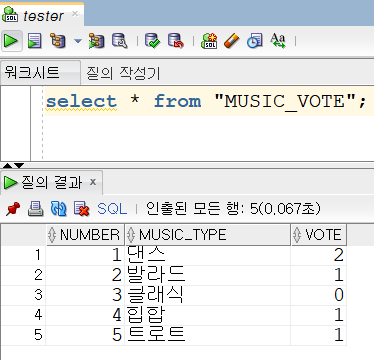 tester
워크시트 질의 작성기
select * from "MUSIC_VOTE";
질의 결과 x
SQL | 인출된 모든 행: 5(0,067초)
NUMBER MUSIC_TYPE VOTE
1 1 댄스 2
2 2 발라드 1
3 3 클래식 0
4 4 힙합 1
5 5 트로트 1